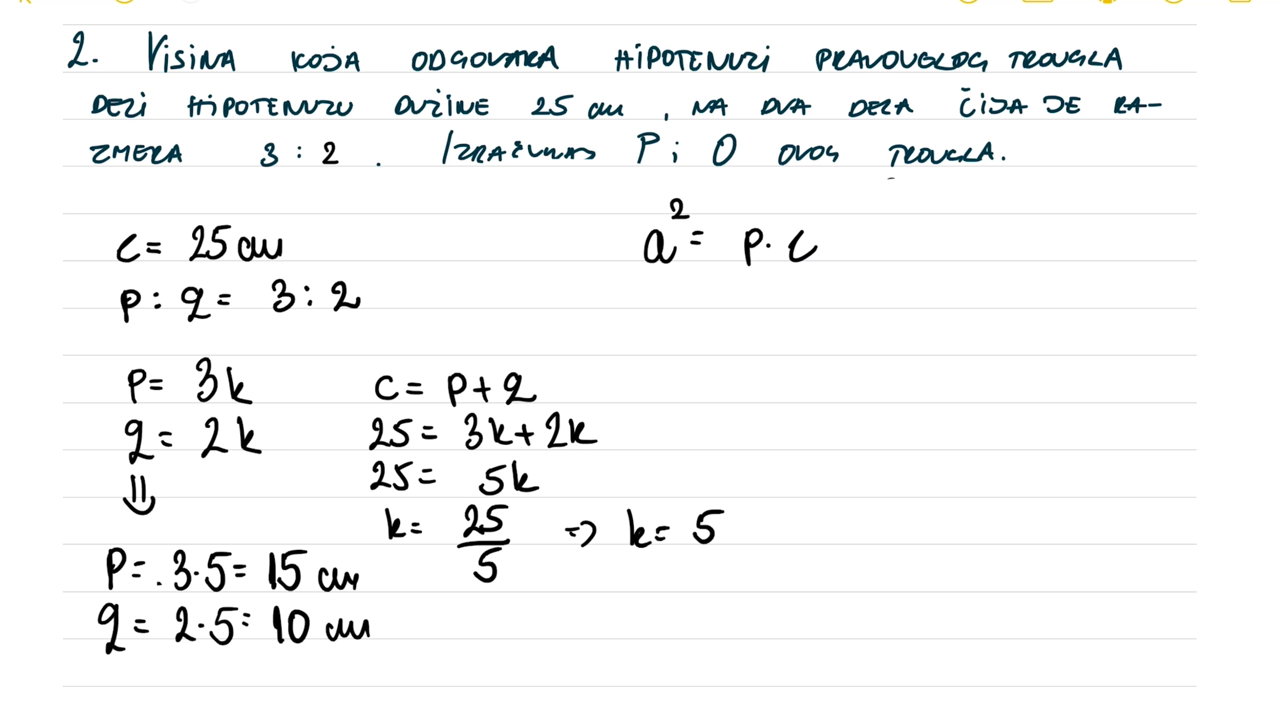 2. VISINA KOJA ODGOVARA HIPOTENUZI PRAVOUGLOG TROUGLA
DELI HIPOTENUZU DUŽINE 25 cm, NA DVA DELA ČIJA JE RA-
ZMERA 3 : 2. IZRAČUNAJ P i O OVOG TROUGLA.
c = 25 cm
a² = p · c
p : q = 3 : 2
p = 3k
c = p + q
q = 2k
25 = 3k + 2k
⇓
25 = 5k
k = 25/5 ⇒ k = 5
p = 3·5 = 15 cm
q = 2·5 = 10 cm